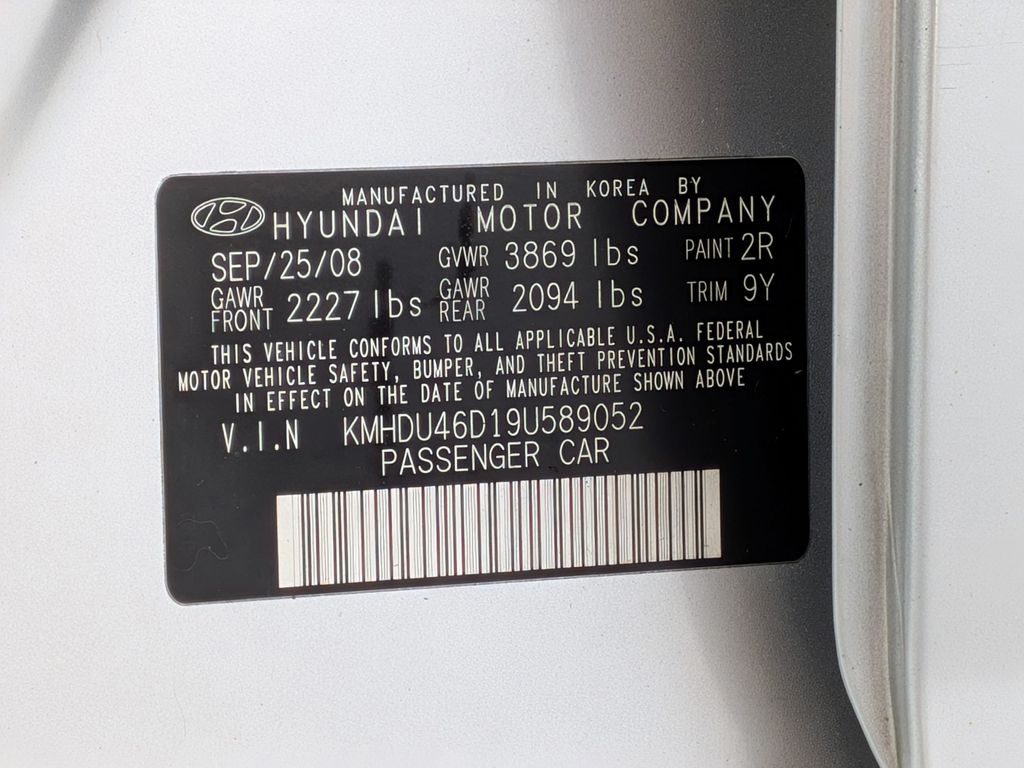 MANUFACTURED IN KOREA BY
HYUNDAI MOTOR COMPANY
SEP/25/08 GVWR 3869 lbs PAINT 2R
GAWR FRONT 2227 lbs GAWR REAR 2094 lbs TRIM 9Y
THIS VEHICLE CONFORMS TO ALL APPLICABLE U.S.A. FEDERAL
MOTOR VEHICLE SAFETY, BUMPER, AND THEFT PREVENTION STANDARDS
IN EFFECT ON THE DATE OF MANUFACTURE SHOWN ABOVE
V.I.N KMHDU46D19U589052
PASSENGER CAR